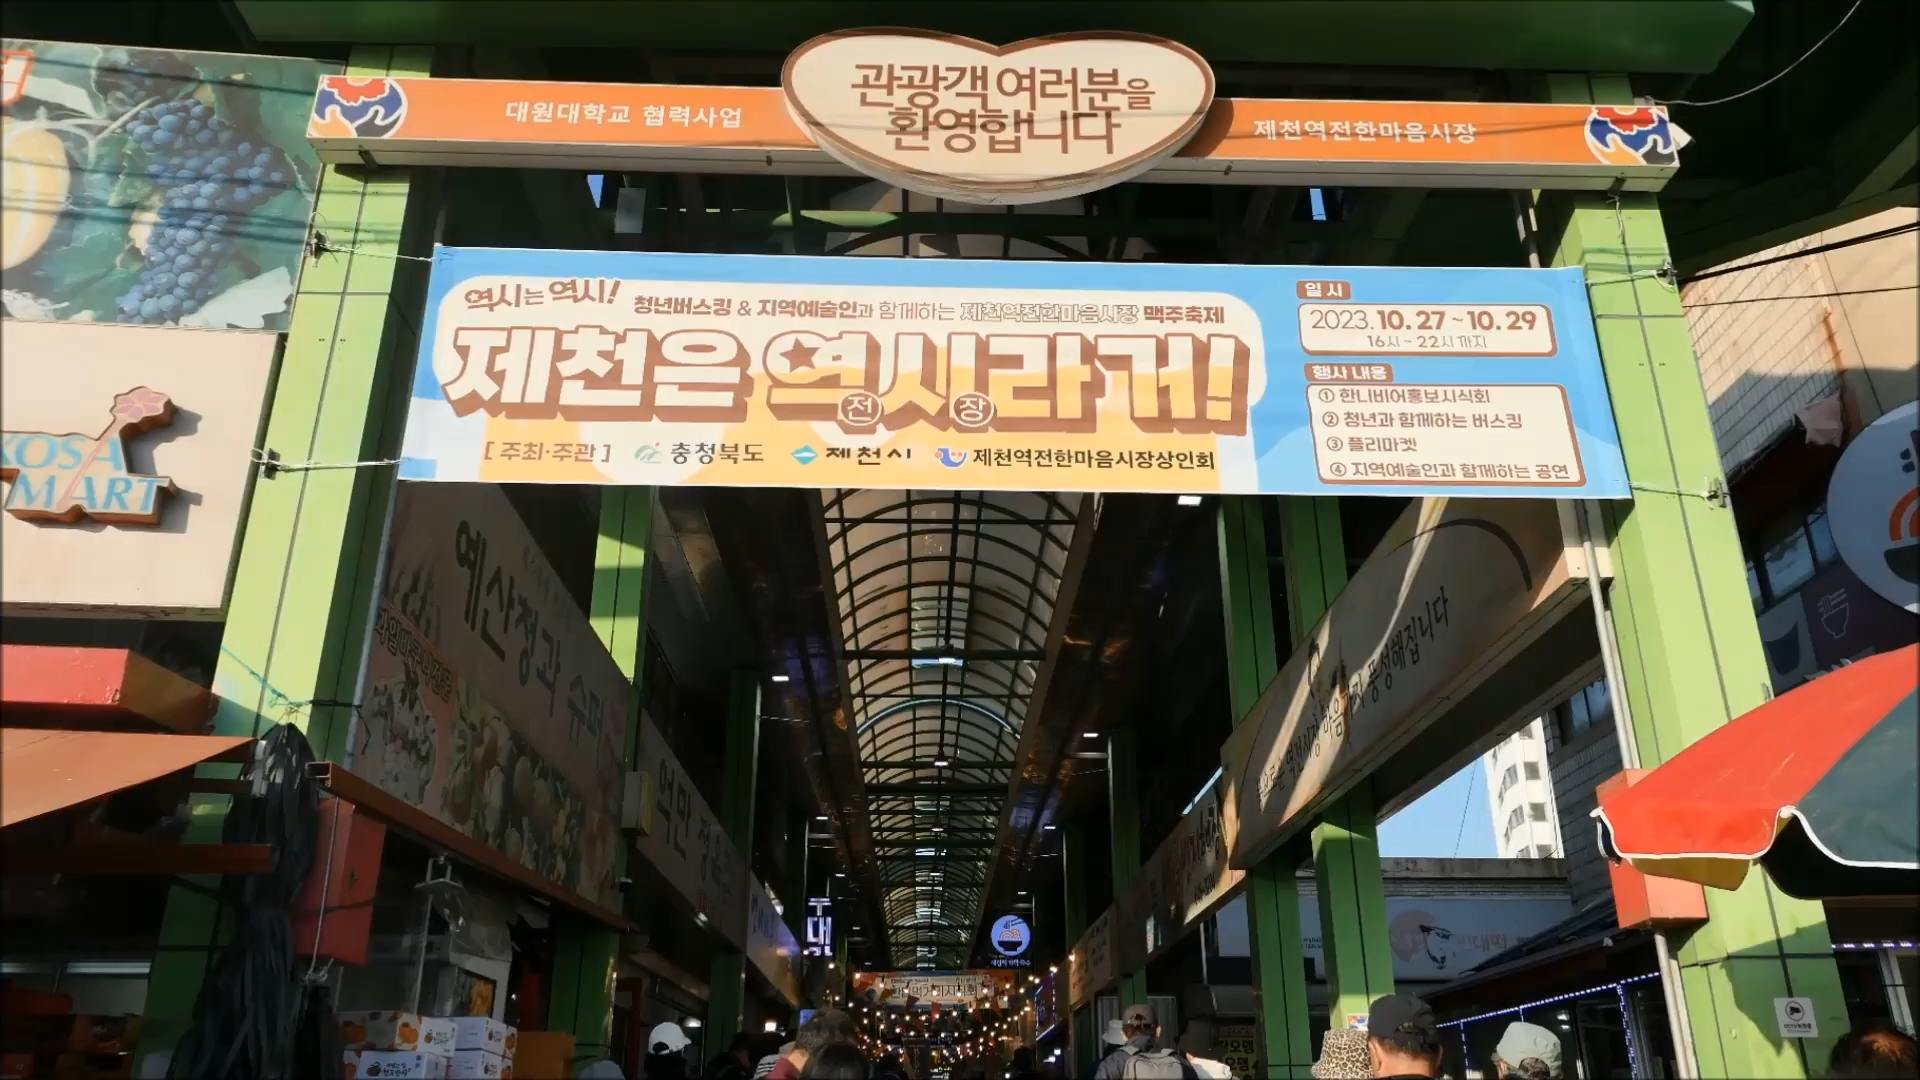 관광객 여러분을
환영합니다
대원대학교 협력사업
제천역전한마음시장
역시는 역시! 청년버스킹 & 지역예술인과 함께하는 제천역전한마음시장 맥주축제
제천은 역시라거!
전 장
[ 주최·주관 ] 충청북도 제천시 제천역전한마음시장상인회
일시
2023. 10. 27 ~ 10. 29
16시 ~ 22시 까지
행사 내용
① 한나비어홍보시식회
② 청년과 함께하는 버스킹
③ 플리마켓
④ 지역예술인과 함께하는 공연
KOSA
MART
예산청과 슈퍼
억만